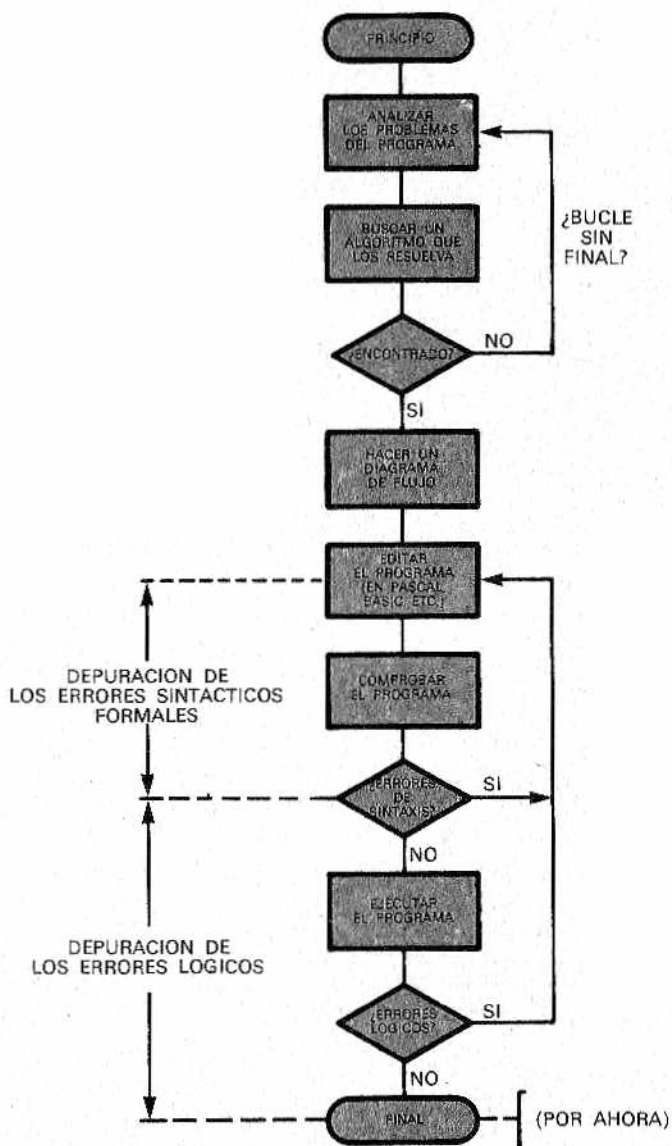 PRINCIPIO
ANALIZAR
LOS PROBLEMAS
DEL PROGRAMA
BUSCAR UN
ALGORITMO QUE
LOS RESUELVA
¿BUCLE
SIN
FINAL?
¿ENCONTRADO?
NO
SI
HACER UN
DIAGRAMA
DE FLUJO
EDITAR
EL PROGRAMA
(EN PASCAL
BASIC ETC.)
DEPURACION DE
LOS ERRORES SINTACTICOS
FORMALES
COMPROBAR
EL PROGRAMA
¿ERRORES
DE
SINTAXIS?
SI
NO
EJECUTAR
EL PROGRAMA
DEPURACION DE
LOS ERRORES LOGICOS
¿ERRORES
LOGICOS?
SI
NO
FINAL
(POR AHORA)